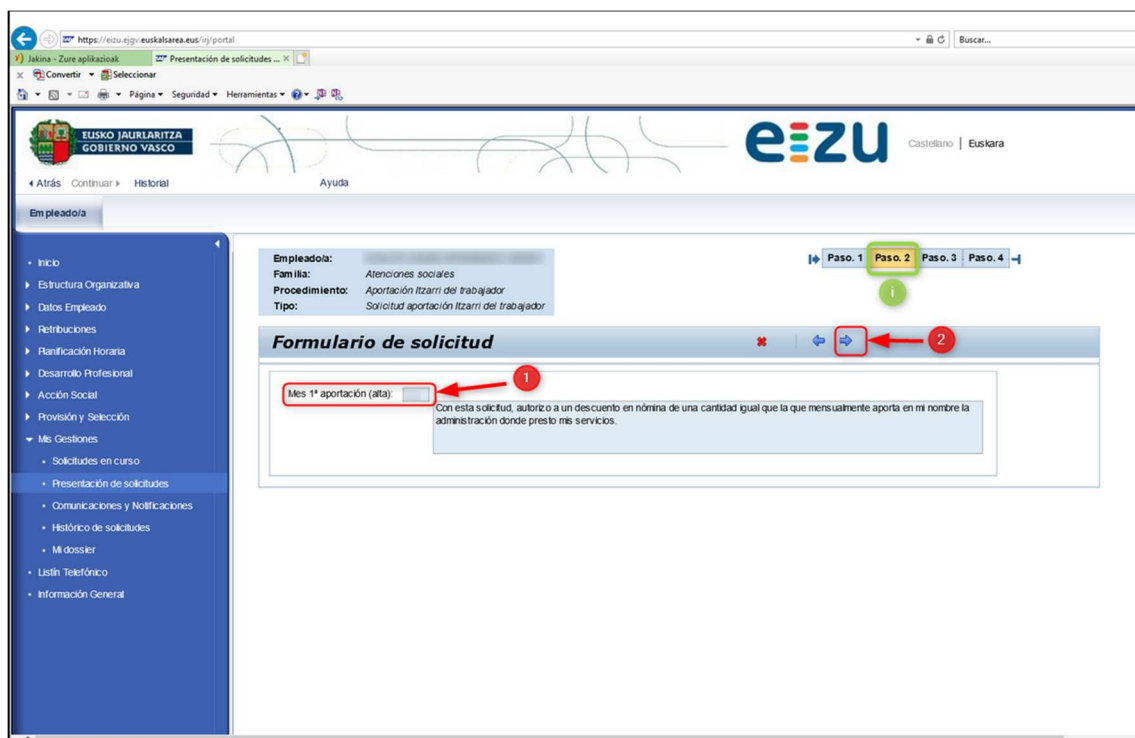 https://eizu.ejgv.euskalsarea.eus/irj/portal
Buscar...
Jakina - Zure aplikazioak
Presentación de solicitudes ...
Convertir
Seleccionar
Página
Seguridad
Herramientas
EUSKO JAURLARITZA
GOBIERNO VASCO
eizu
Castellano | Euskara
Atrás
Continuar
Historial
Ayuda
Empleado/a
Inicio
Estructura Organizativa
Datos Empleado
Retribuciones
Planificación Horaria
Desarrollo Profesional
Acción Social
Provisión y Selección
Mis Gestiones
Solicitudes en curso
Presentación de solicitudes
Comunicaciones y Notificaciones
Histórico de solicitudes
Mi dossier
Listín Telefónico
Información General
Empleado/a:
Familia: Atenciones sociales
Procedimiento: Aportación Itzarri del trabajador
Tipo: Solicitud aportación Itzarri del trabajador
Paso. 1 Paso. 2 Paso. 3 Paso. 4
i
Formulario de solicitud
2
1
Mes 1ª aportación (alta):
Con esta solicitud, autorizo a un descuento en nómina de una cantidad igual que la que mensualmente aporta en mi nombre la
administración donde presto mis servicios.